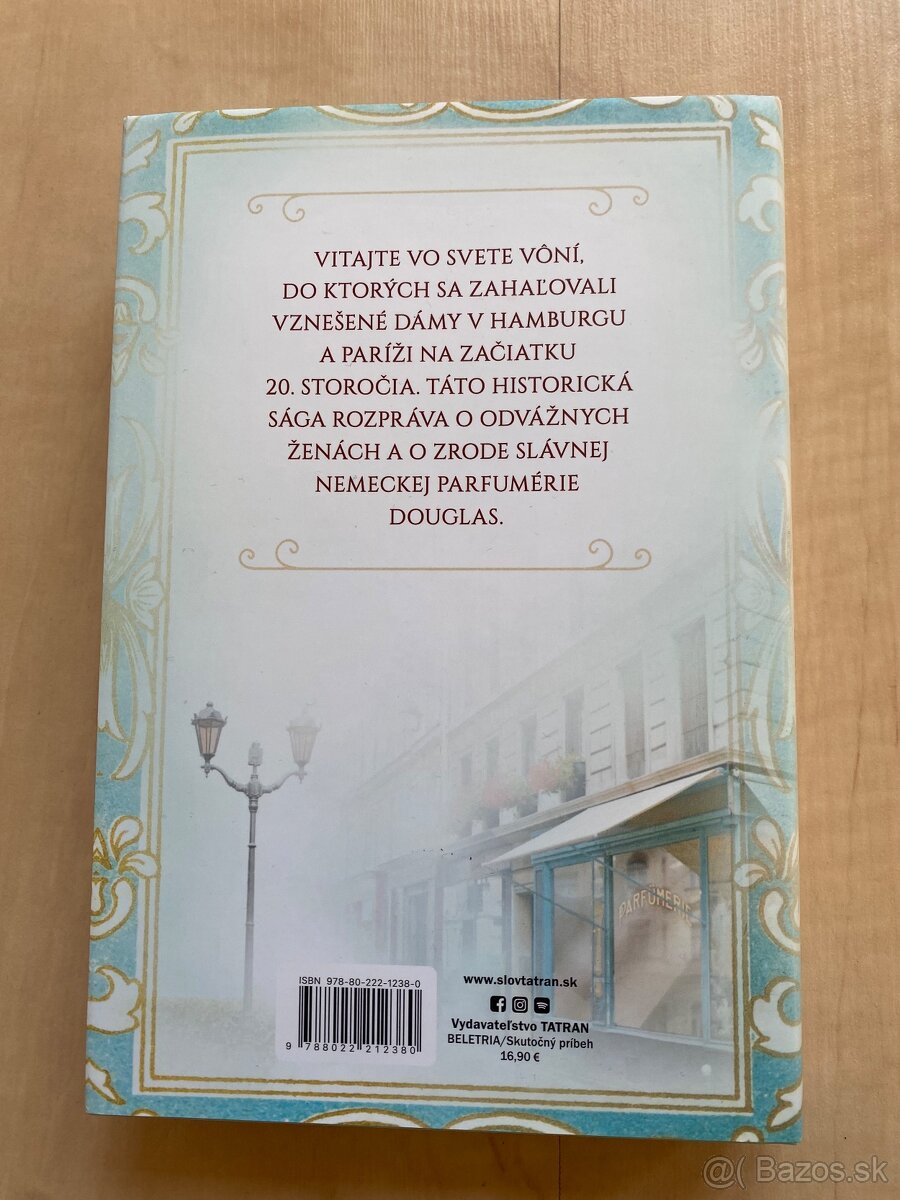 VITAJTE VO SVETE VÔNÍ,
DO KTORÝCH SA ZAHAĽOVALI
VZNEŠENÉ DÁMY V HAMBURGU
A PARÍŽI NA ZAČIATKU
20. STOROČIA. TÁTO HISTORICKÁ
SÁGA ROZPRÁVA O ODVÁŽNYCH
ŽENÁCH A O ZRODE SLÁVNEJ
NEMECKEJ PARFUMÉRIE
DOUGLAS.
PARFÜMERIE
ISBN 978-80-222-1238-0
9 788022 212380
www.slovtatran.sk
Vydavateľstvo TATRAN
BELETRIA/Skutočný príbeh
16,90 €
@( Bazos.sk